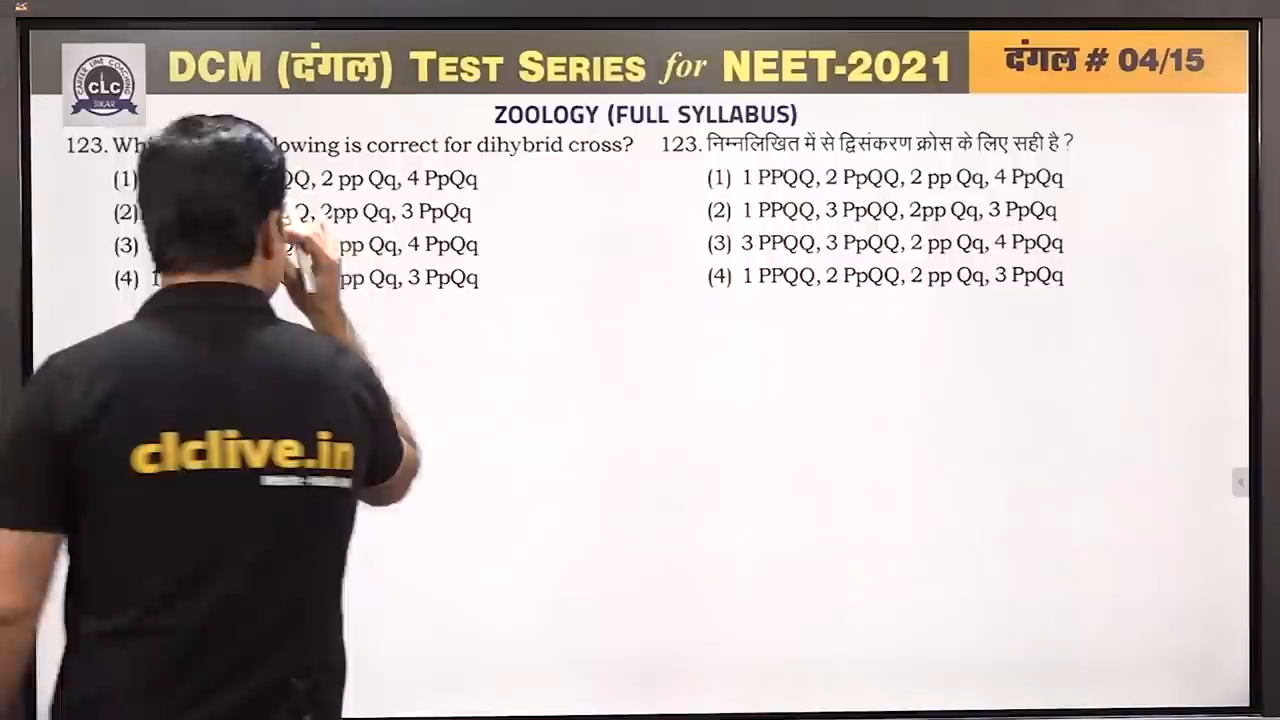 CAREER LINE COACHING
CLC
SIKAR
DCM (दंगल) TEST SERIES for NEET-2021
दंगल # 04/15
ZOOLOGY (FULL SYLLABUS)
123. is correct for dihybrid cross?
(1) 2 pp Qq, 4 PpQq
(2) 2pp Qq, 3 PpQq
(3) pp Qq, 4 PpQq
(4) pp Qq, 3 PpQq
123. निम्नलिखित में से द्विसंकरण क्रोस के लिए सही है ?
(1) 1 PPQQ, 2 PpQQ, 2 pp Qq, 4 PpQq
(2) 1 PPQQ, 3 PpQQ, 2pp Qq, 3 PpQq
(3) 3 PPQQ, 3 PpQQ, 2 pp Qq, 4 PpQq
(4) 1 PPQQ, 2 PpQQ, 2 pp Qq, 3 PpQq
clclive.in